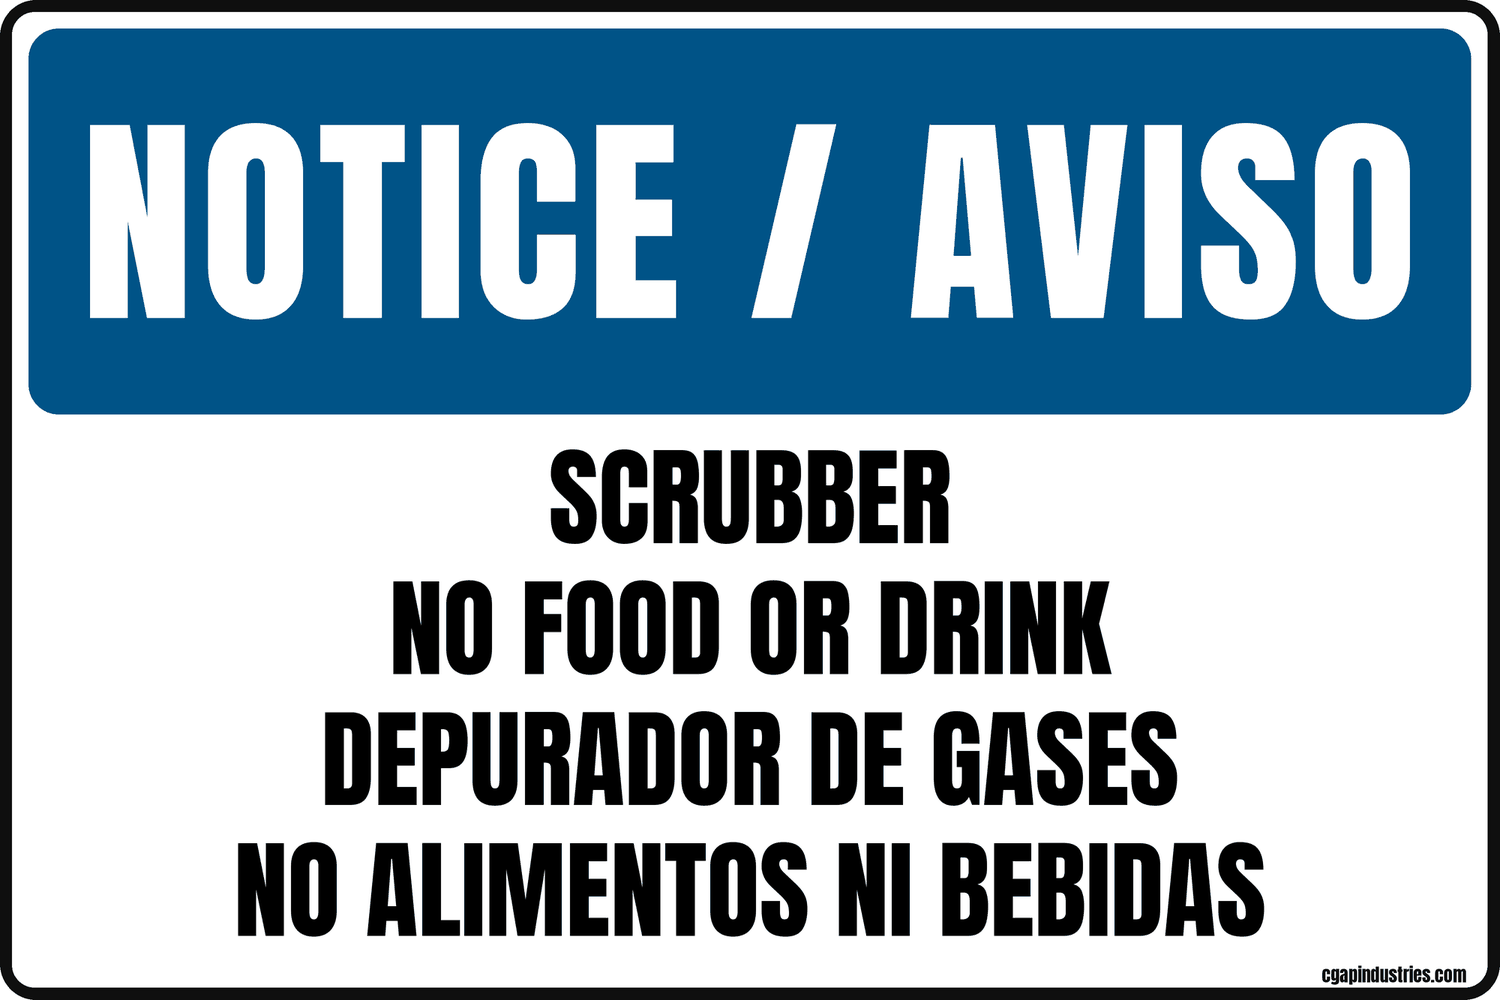 NOTICE / AVISO
SCRUBBER
NO FOOD OR DRINK
DEPURADOR DE GASES
NO ALIMENTOS NI BEBIDAS
cgapindustries.com